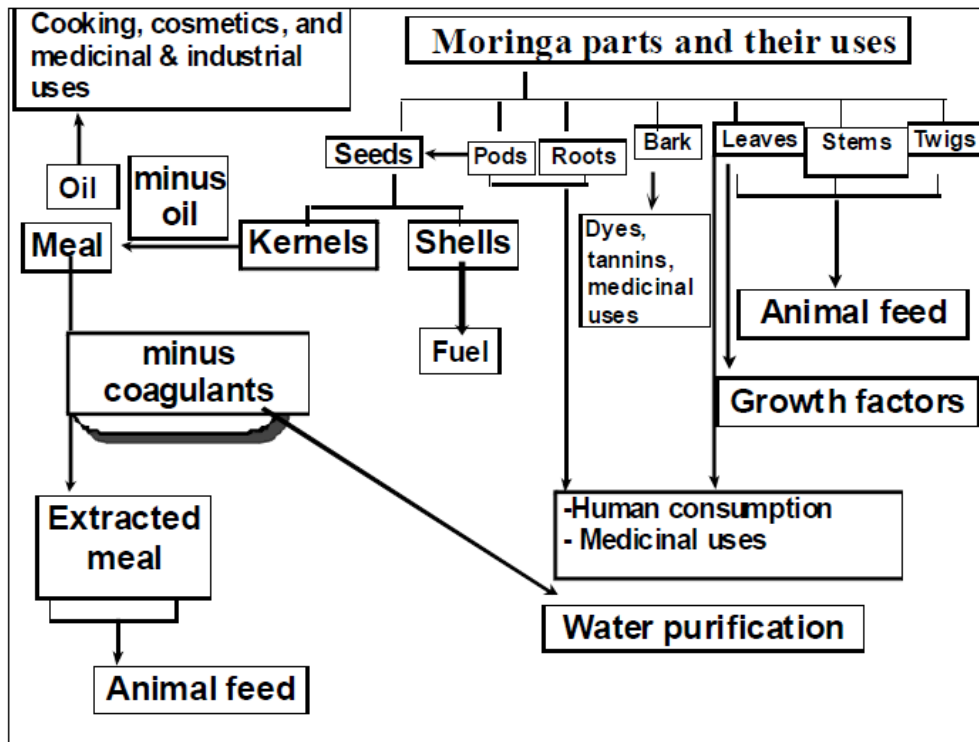 Cooking, cosmetics, and
medicinal & industrial
uses
Moringa parts and their uses
Seeds
Pods
Roots
Bark
Leaves
Stems
Twigs
Oil
minus
oil
Meal
Kernels
Shells
Dyes,
tannins,
medicinal
uses
Animal feed
Fuel
minus
coagulants
Growth factors
Extracted
meal
-Human consumption
- Medicinal uses
Water purification
Animal feed